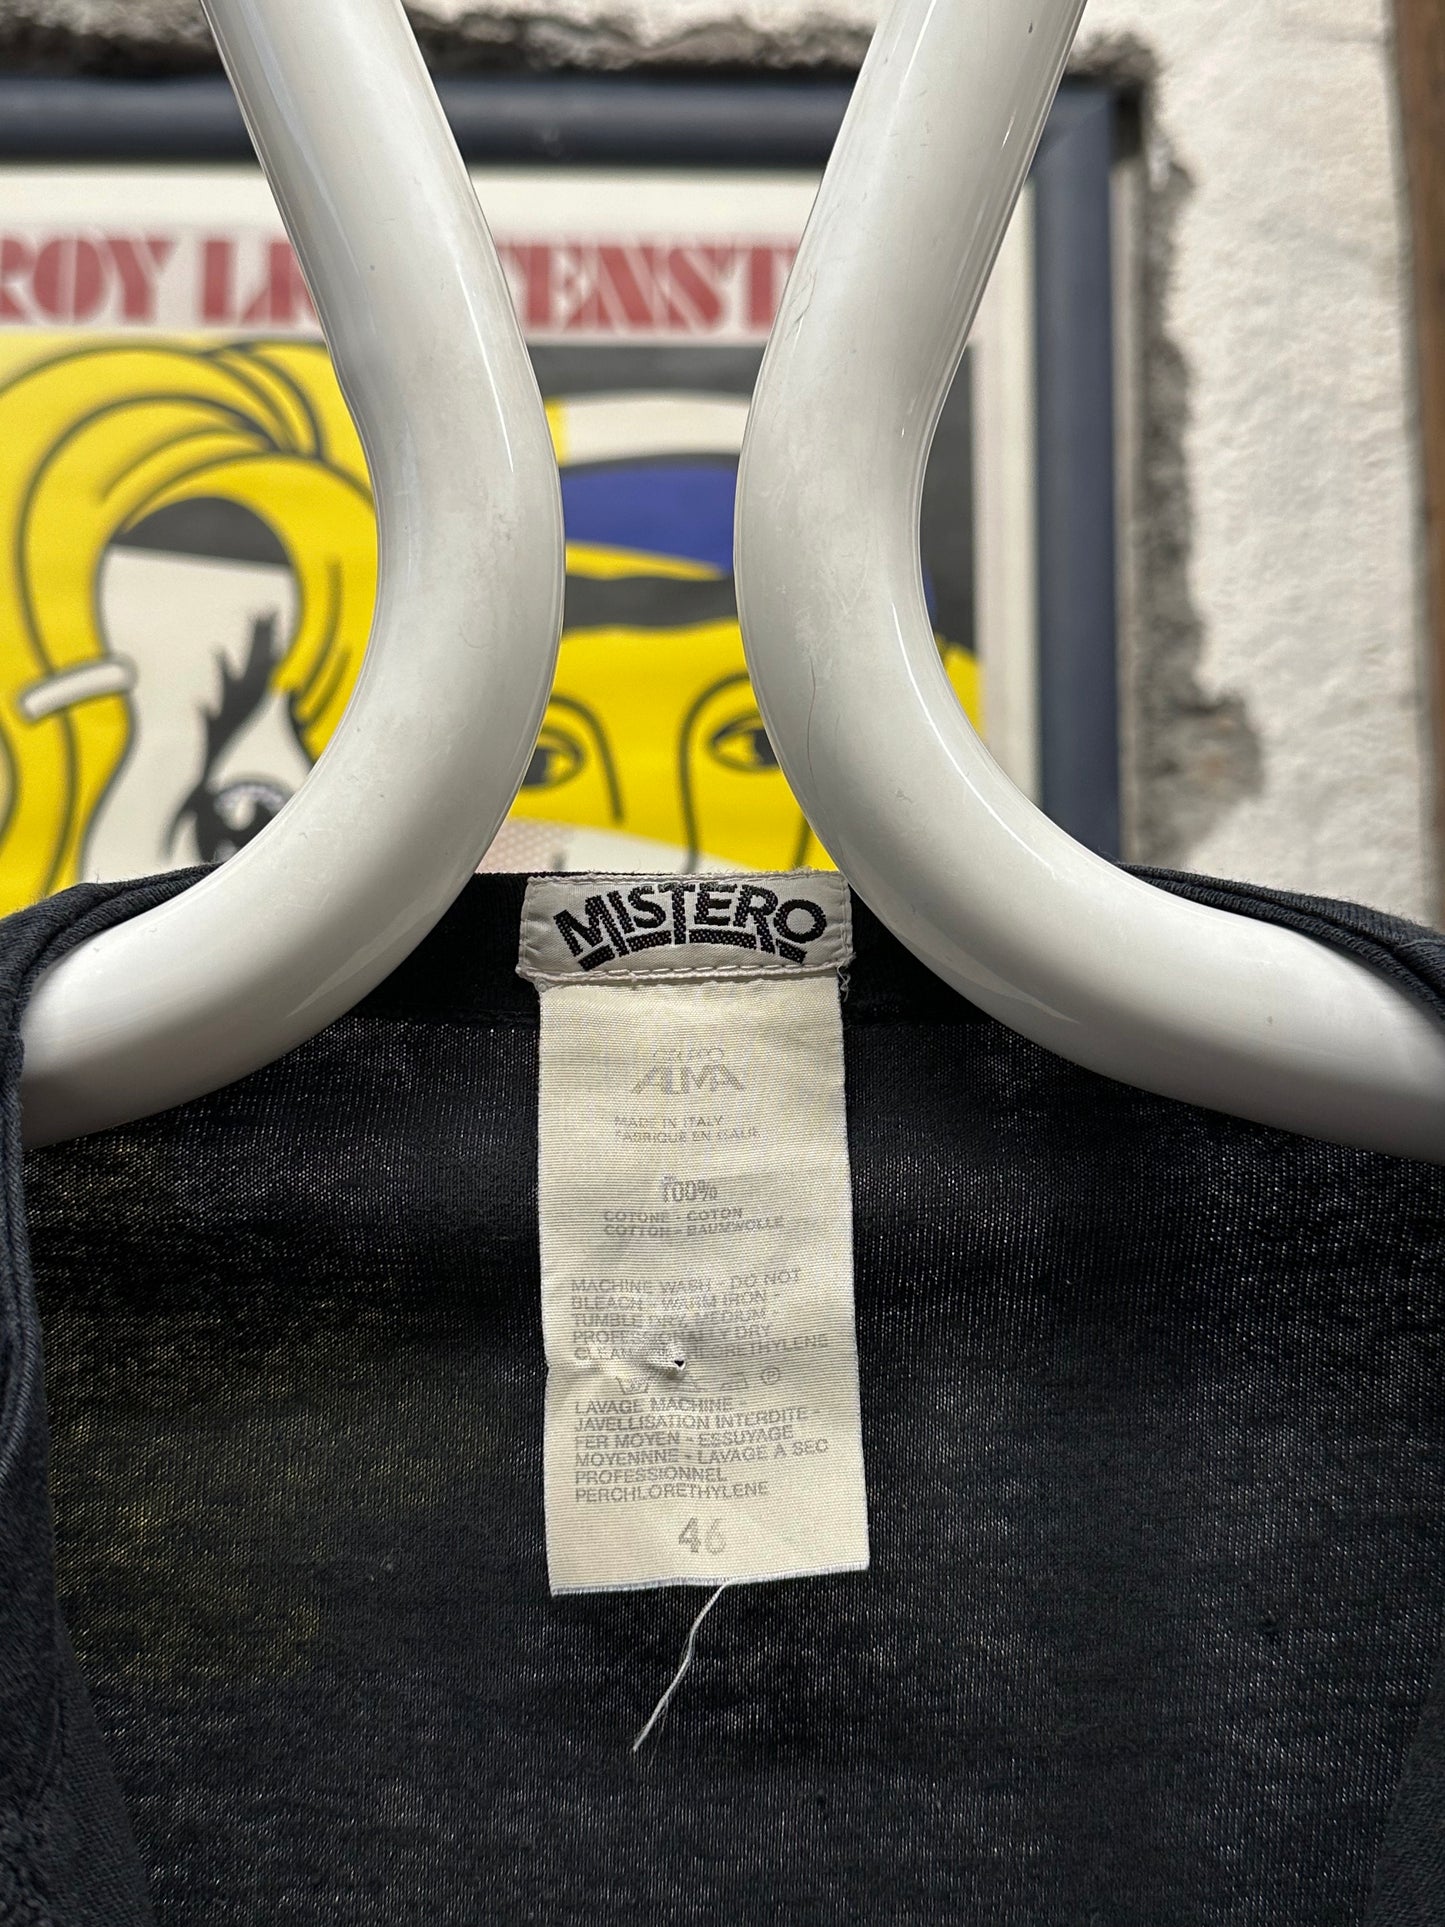 ROY
MISTERO
GRUPPO
ALMA
MADE IN ITALY
FABRIQUE EN ITALIE
100%
COTONE - COTON
COTTON - BAUMWOLLE
MACHINE WASH - DO NOT
BLEACH - WARM IRON -
TUMBLE DRY MEDIUM -
PROFESSIONALLY DRY
CLEAN
LAVAGE MACHINE -
JAVELLISATION INTERDITE -
FER MOYEN - ESSUYAGE
MOYENNNE - LAVAGE A SEC
PROFESSIONNEL
PERCHLORETHYLENE
46